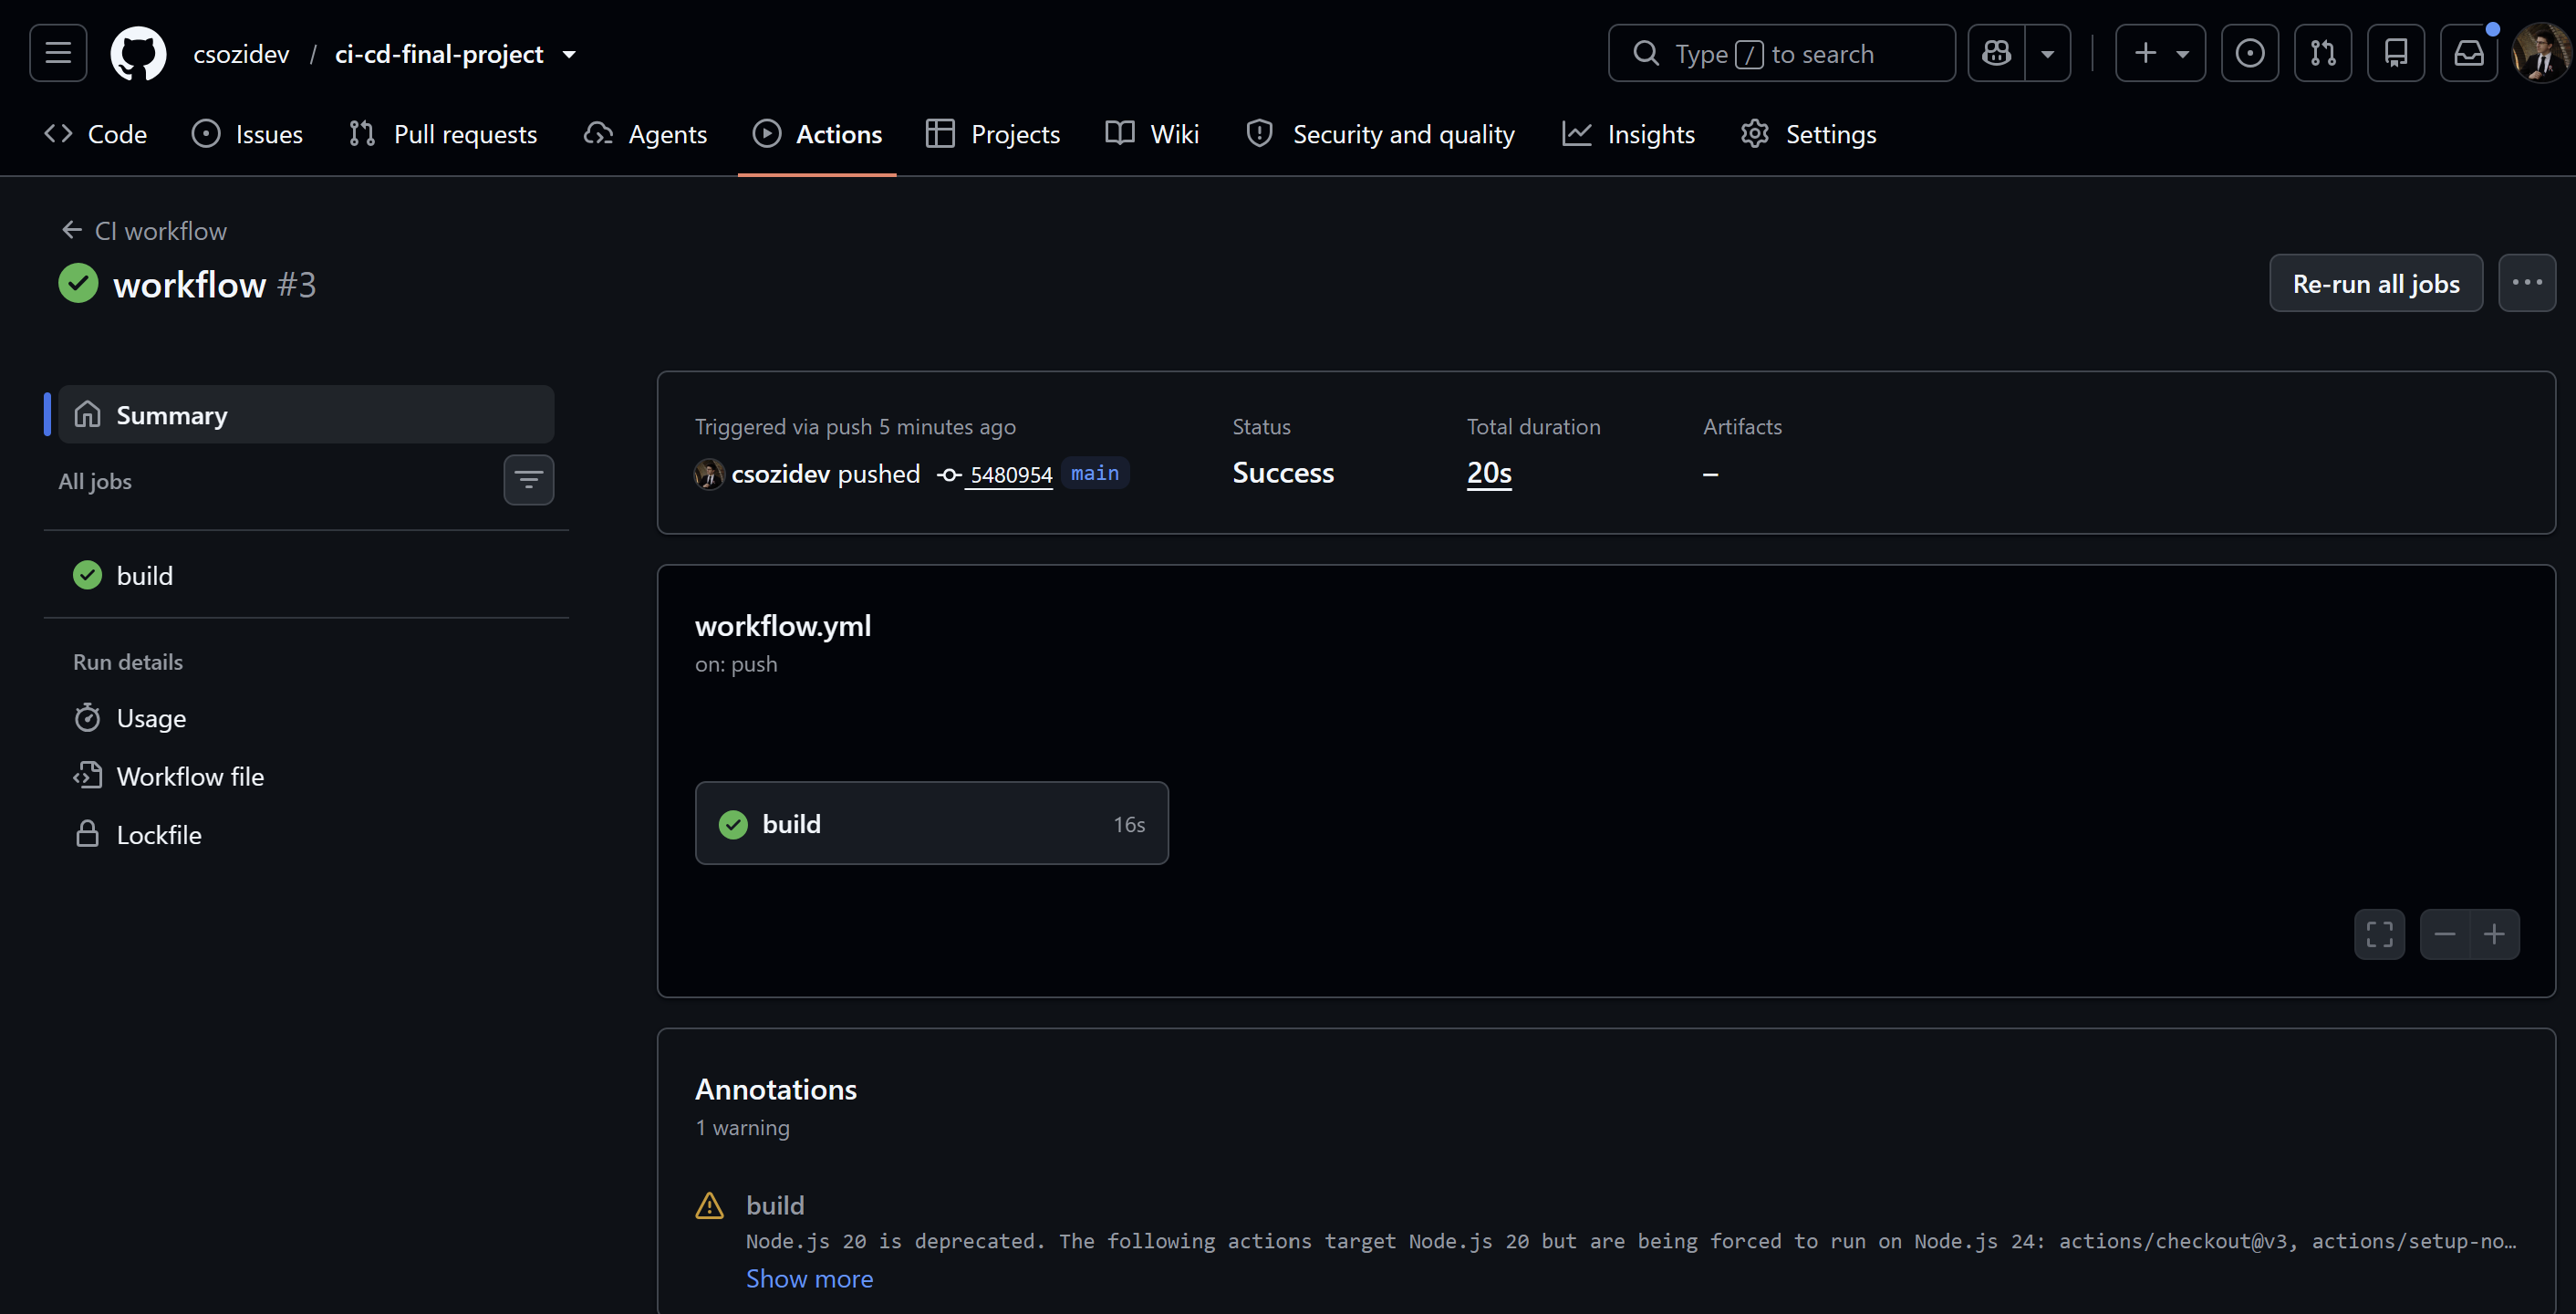 csozidev / ci-cd-final-project
Type / to search
Code
Issues
Pull requests
Agents
Actions
Projects
Wiki
Security and quality
Insights
Settings
CI workflow
workflow #3
Re-run all jobs
Summary
All jobs
build
Run details
Usage
Workflow file
Lockfile
Triggered via push 5 minutes ago
csozidev pushed 5480954 main
Status
Success
Total duration
20s
Artifacts
–
workflow.yml
on: push
build 16s
Annotations
1 warning
build
Node.js 20 is deprecated. The following actions target Node.js 20 but are being forced to run on Node.js 24: actions/checkout@v3, actions/setup-no…
Show more